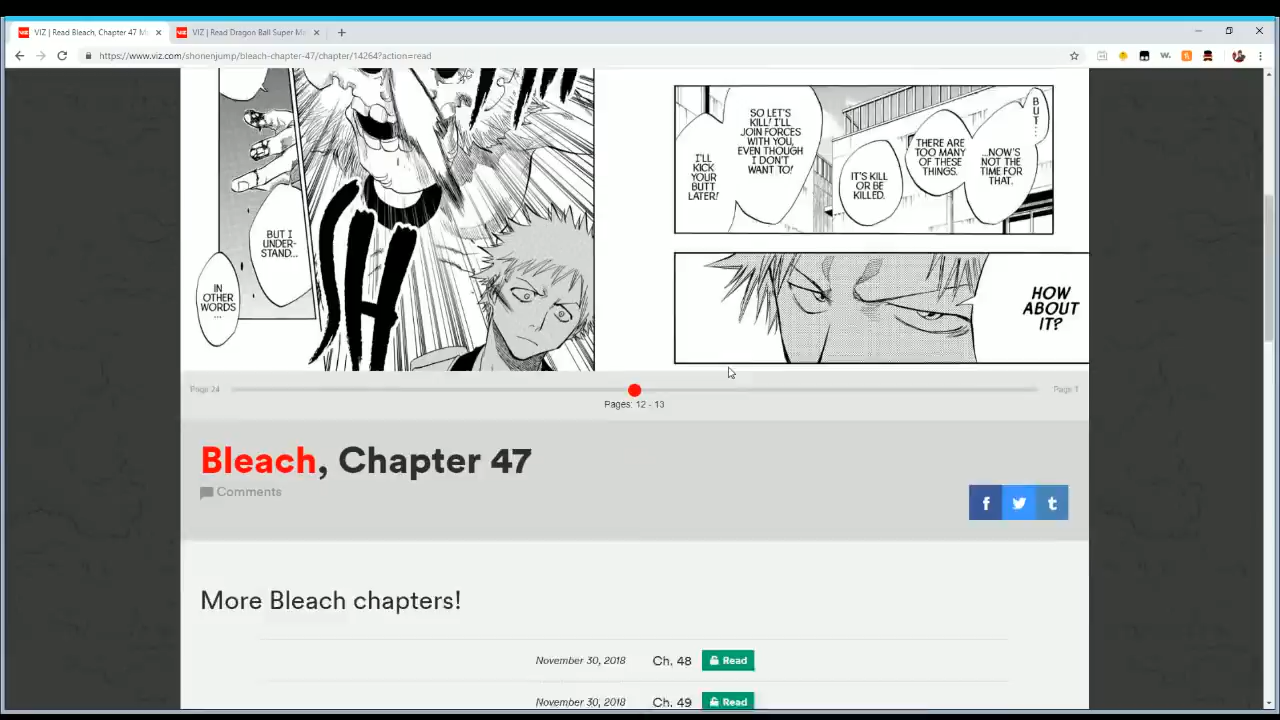 VIZ | Read Bleach, Chapter 47 M
VIZ | Read Dragon Ball Super Ma
https://www.viz.com/shonenjump/bleach-chapter-47/chapter/14264?action=read
BUT...
...NOW'S
NOT THE
TIME FOR
THAT.
THERE ARE
TOO MANY
OF THESE
THINGS.
IT'S KILL
OR BE
KILLED.
SO LET'S
KILL! I'LL
JOIN FORCES
WITH YOU,
EVEN THOUGH
I DON'T
WANT TO!
I'LL
KICK
YOUR
BUTT
LATER!
HOW
ABOUT
IT?
BUT I
UNDER-
STAND...
IN
OTHER
WORDS
...
Page 24
Page 1
Pages: 12 - 13
Bleach, Chapter 47
Comments
f
t
More Bleach chapters!
November 30, 2018 Ch. 48 Read
November 30, 2018 Ch. 49 Read